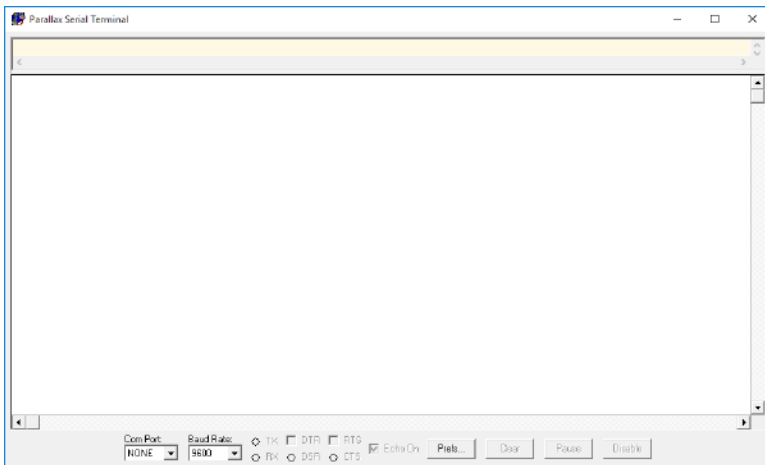 Parallax Serial Terminal
Com Port: Baud Rate: TX DTR RTS
NONE 9600 RX DSR CTS Echo On Prefs... Clear Pause Disable